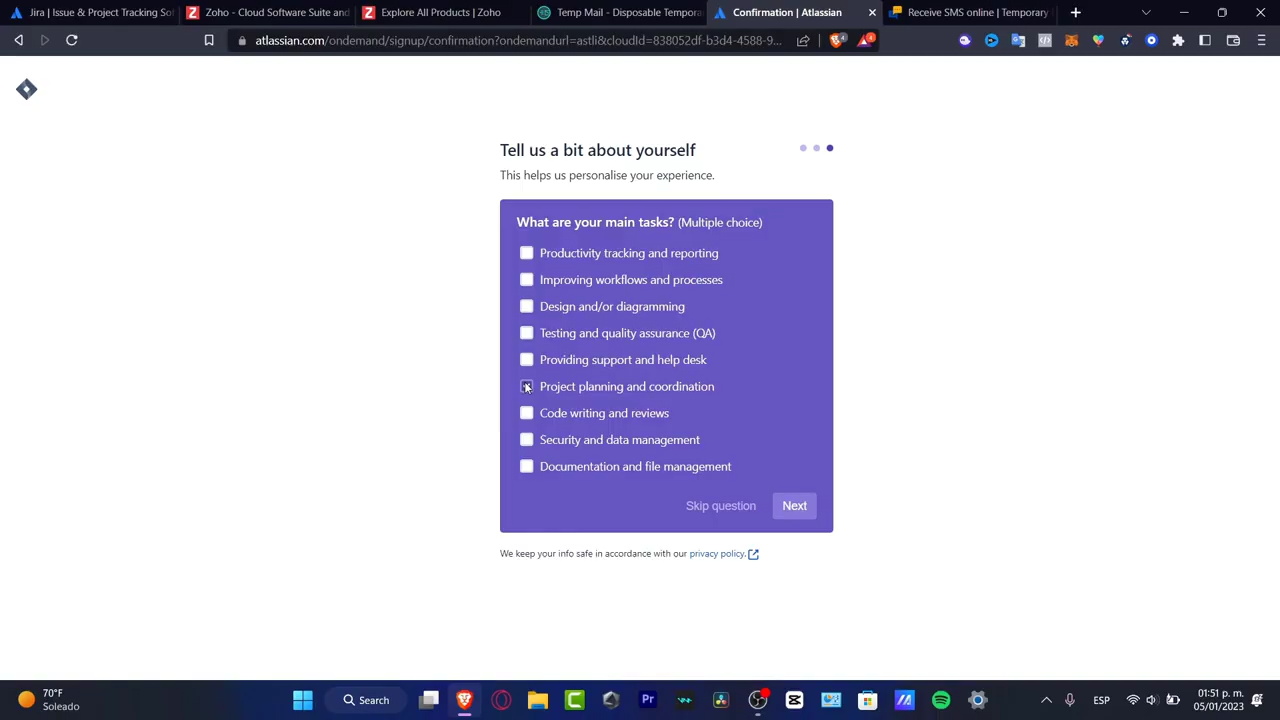 Jira | Issue & Project Tracking Sof
Zoho - Cloud Software Suite and
Explore All Products | Zoho
Temp Mail - Disposable Temporar
Confirmation | Atlassian
Receive SMS online | Temporary
atlassian.com/ondemand/signup/confirmation?ondemandurl=astli&cloudId=838052df-b3d4-4588-9...
Tell us a bit about yourself
This helps us personalise your experience.
What are your main tasks? (Multiple choice)
Productivity tracking and reporting
Improving workflows and processes
Design and/or diagramming
Testing and quality assurance (QA)
Providing support and help desk
Project planning and coordination
Code writing and reviews
Security and data management
Documentation and file management
Skip question
Next
We keep your info safe in accordance with our privacy policy.
70°F
Soleado
Search
Pr
ESP
01:51 p. m.
05/01/2023